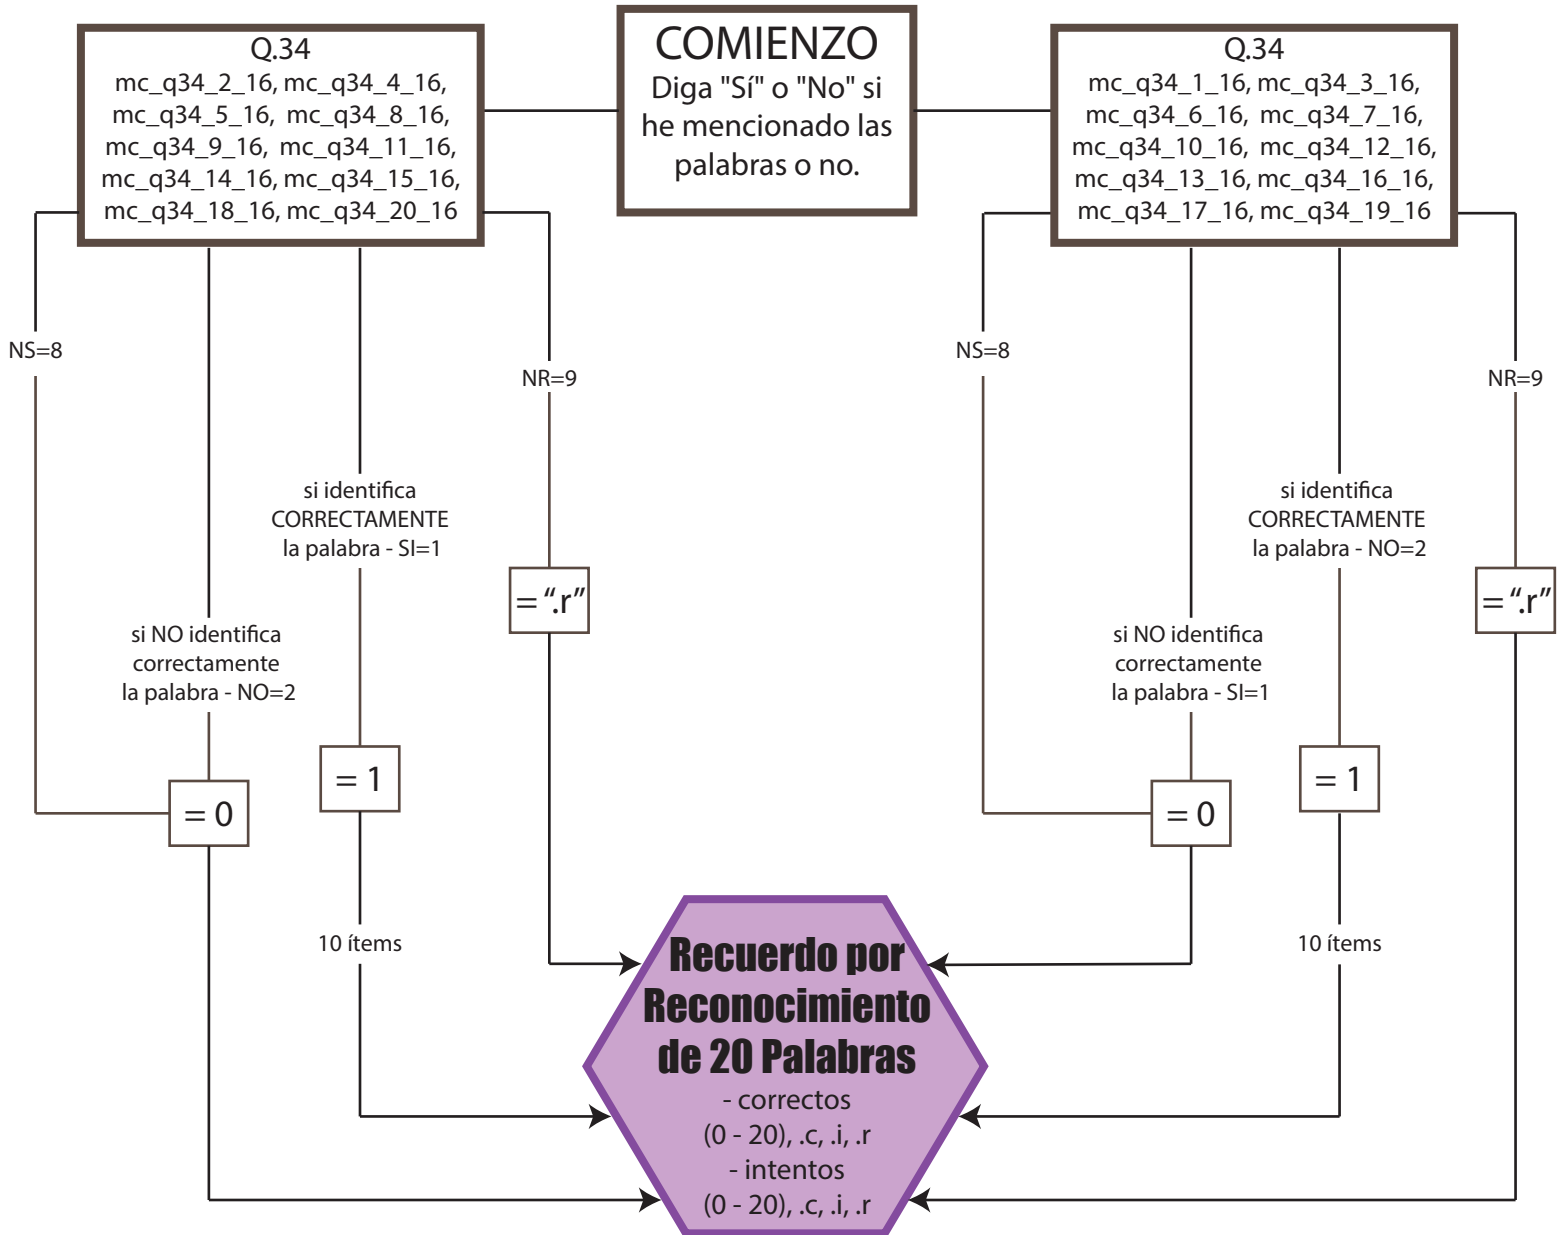 Q.34
mc_q34_2_16, mc_q34_4_16,
mc_q34_5_16, mc_q34_8_16,
mc_q34_9_16, mc_q34_11_16,
mc_q34_14_16, mc_q34_15_16,
mc_q34_18_16, mc_q34_20_16
COMIENZO
Diga "Sí" o "No" si
he mencionado las
palabras o no.
Q.34
mc_q34_1_16, mc_q34_3_16,
mc_q34_6_16, mc_q34_7_16,
mc_q34_10_16, mc_q34_12_16,
mc_q34_13_16, mc_q34_16_16,
mc_q34_17_16, mc_q34_19_16
NS=8
si NO identifica
correctamente
la palabra - NO=2
si identifica
CORRECTAMENTE
la palabra - SI=1
NR=9
= “.r”
= 0
= 1
10 ítems
NS=8
si NO identifica
correctamente
la palabra - SI=1
si identifica
CORRECTAMENTE
la palabra - NO=2
NR=9
= “.r”
= 0
= 1
10 ítems
Recuerdo por
Reconocimiento
de 20 Palabras
- correctos
(0 - 20), .c, .i, .r
- intentos
(0 - 20), .c, .i, .r